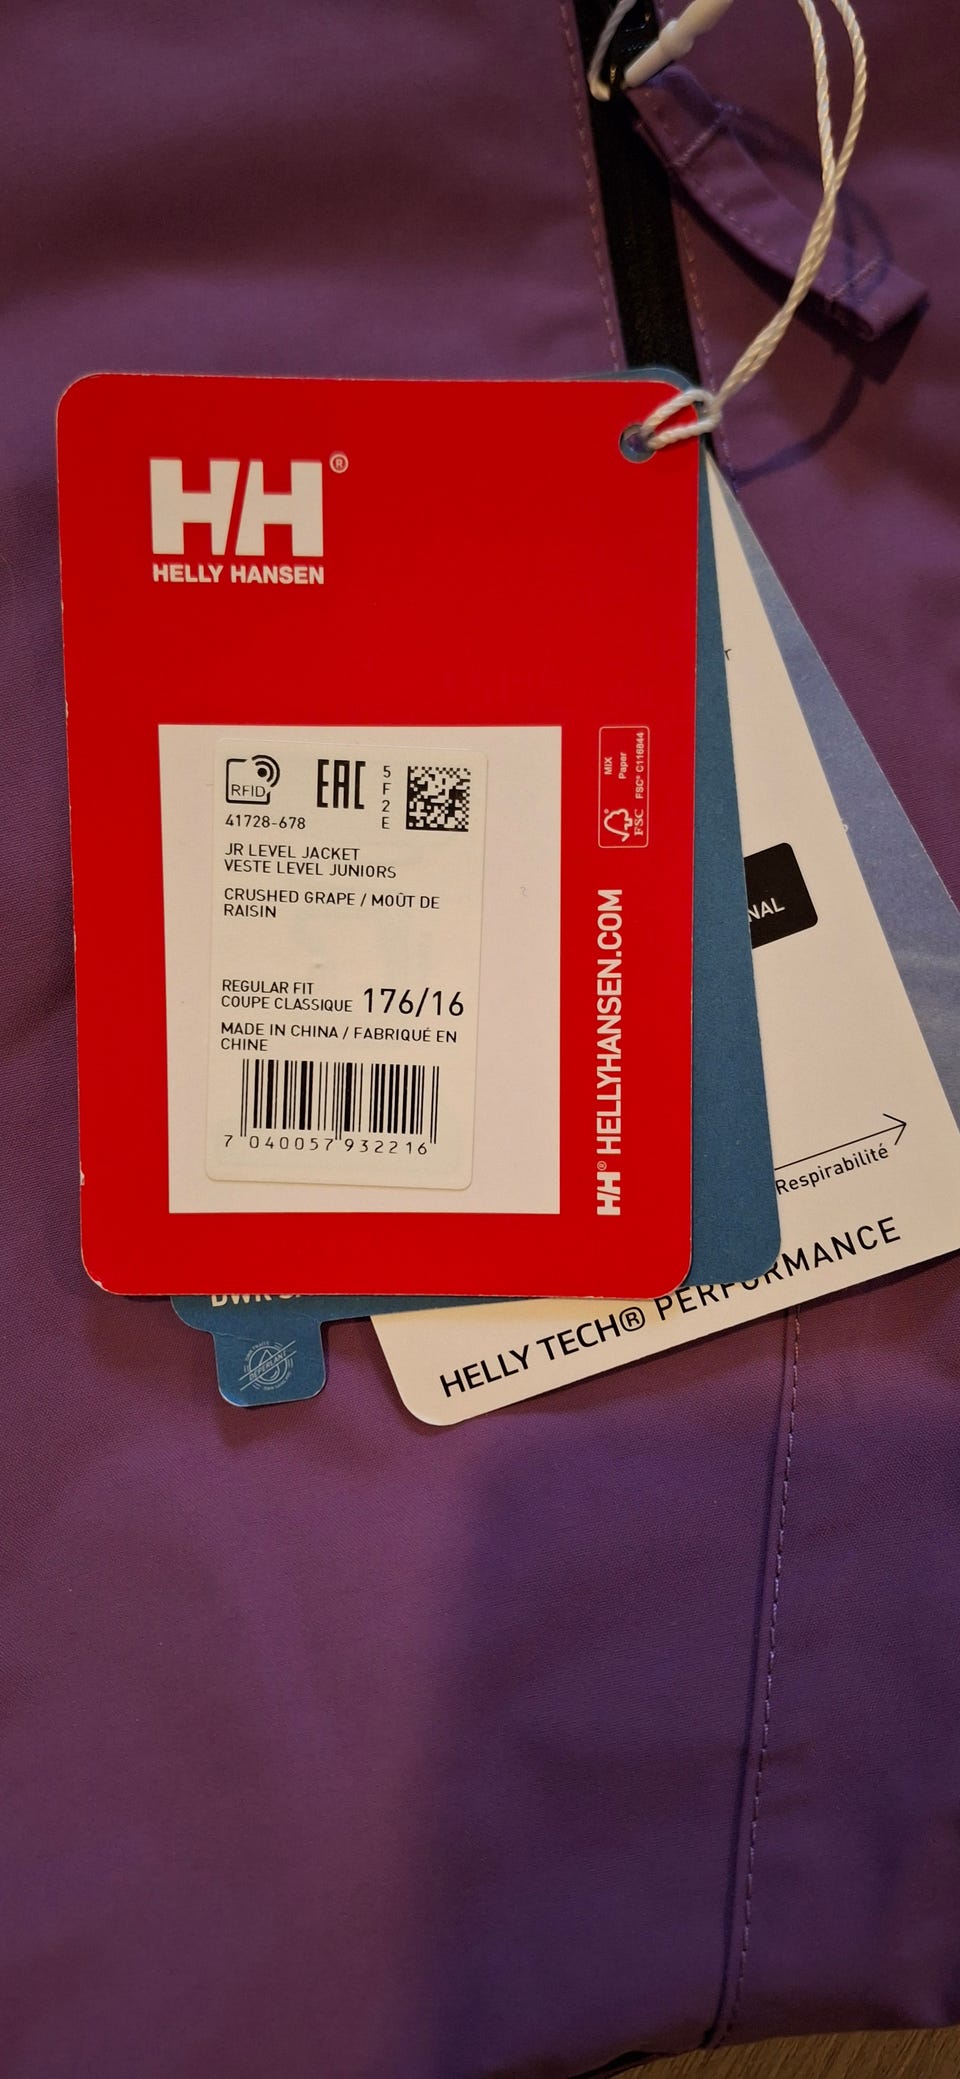 HH®
HELLY HANSEN
RFID
EAC
5
F
2
E
41728-678
JR LEVEL JACKET
VESTE LEVEL JUNIORS
CRUSHED GRAPE / MOÛT DE
RAISIN
REGULAR FIT
COUPE CLASSIQUE 176/16
MADE IN CHINA / FABRIQUÉ EN
CHINE
7 040057 932216
MIX
Paper
FSC® C116844
FSC
HH® HELLYHANSEN.COM
r
NAL
Respirabilité
HELLY TECH® PERFORMANCE
DÉPERLANT